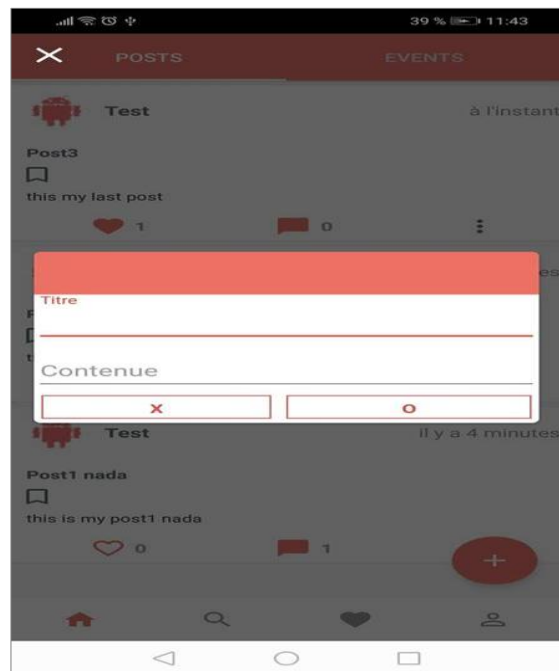 39 % 11:43
POSTS EVENTS
Test à l'instant
Post3
this my last post
1 0
es
Titre
Contenue
X O
Test il y a 4 minutes
Post1 nada
this is my post1 nada
0 1